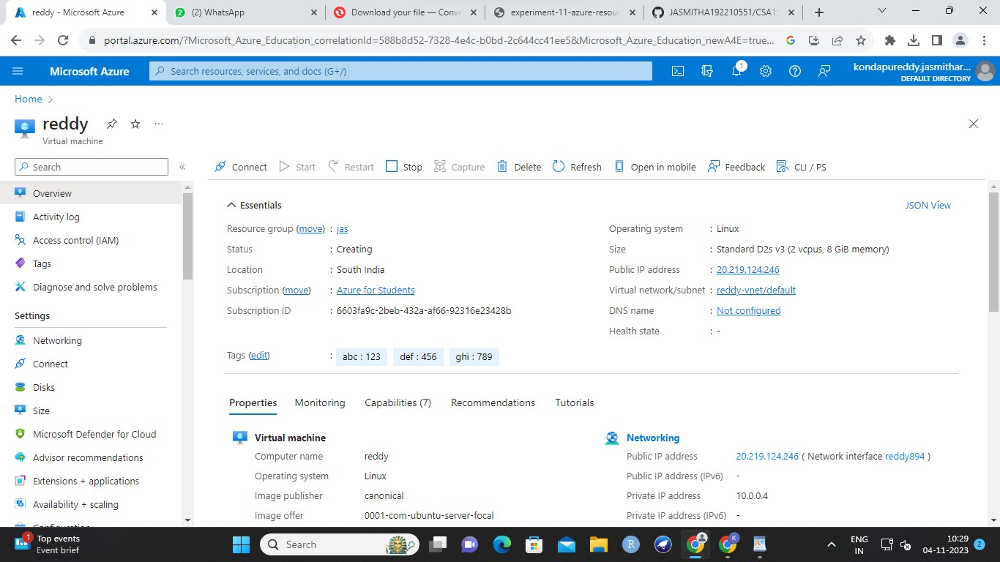 reddy - Microsoft Azure
(2) WhatsApp
Download your file — Conve
experiment-11-azure-resour
JASMITHA192210551/CSA1
portal.azure.com/?Microsoft_Azure_Education_correlationId=588b8d52-7328-4e4c-b0bd-2c644cc41ee5&Microsoft_Azure_Education_newA4E=true...
Microsoft Azure
Search resources, services, and docs (G+/)
1
kondapureddy.jasmithar...
DEFAULT DIRECTORY
Home >
reddy
Virtual machine
Search
«
Connect Start Restart Stop Capture Delete Refresh Open in mobile Feedback CLI / PS
Overview
Activity log
Access control (IAM)
Tags
Diagnose and solve problems
Settings
Networking
Connect
Disks
Size
Microsoft Defender for Cloud
Advisor recommendations
Extensions + applications
Availability + scaling
Configuration
Essentials
JSON View
Resource group (move) : jas
Status : Creating
Location : South India
Subscription (move) : Azure for Students
Subscription ID : 6603fa9c-2beb-432a-af66-92316e23428b
Operating system : Linux
Size : Standard D2s v3 (2 vcpus, 8 GiB memory)
Public IP address : 20.219.124.246
Virtual network/subnet : reddy-vnet/default
DNS name : Not configured
Health state : -
Tags (edit) : abc : 123 def : 456 ghi : 789
Properties Monitoring Capabilities (7) Recommendations Tutorials
Virtual machine
Computer name reddy
Operating system Linux
Image publisher canonical
Image offer 0001-com-ubuntu-server-focal
Networking
Public IP address 20.219.124.246 ( Network interface reddy894 )
Public IP address (IPv6) -
Private IP address 10.0.0.4
Private IP address (IPv6) -
1
Top events
Event brief
Search
R
K
ENG
IN
10:29
04-11-2023
2